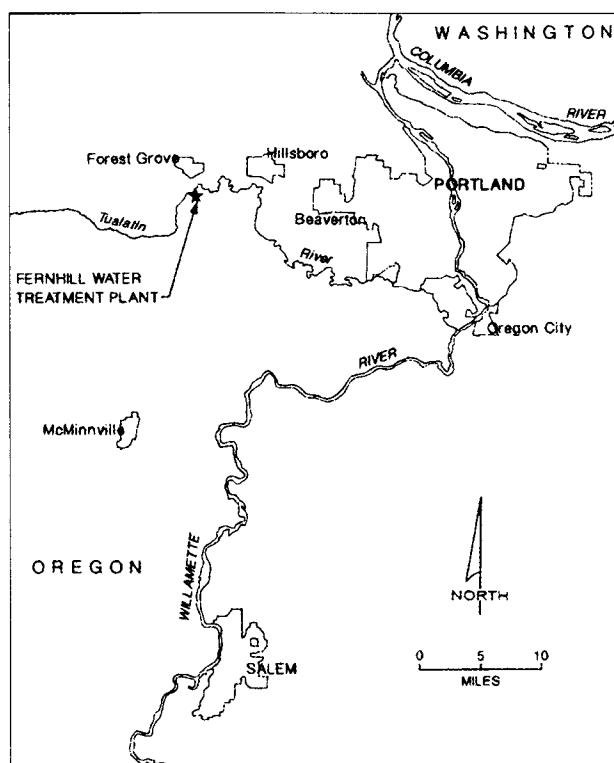 WASHINGTON
COLUMBIA
RIVER
Forest Grove
Hillsboro
PORTLAND
Beaverton
Tualatin
River
FERNHILL WATER
TREATMENT PLANT
Oregon City
RIVER
McMinnvill
OREGON
WILLAMETTE
NORTH
SALEM
0 5 10
MILES